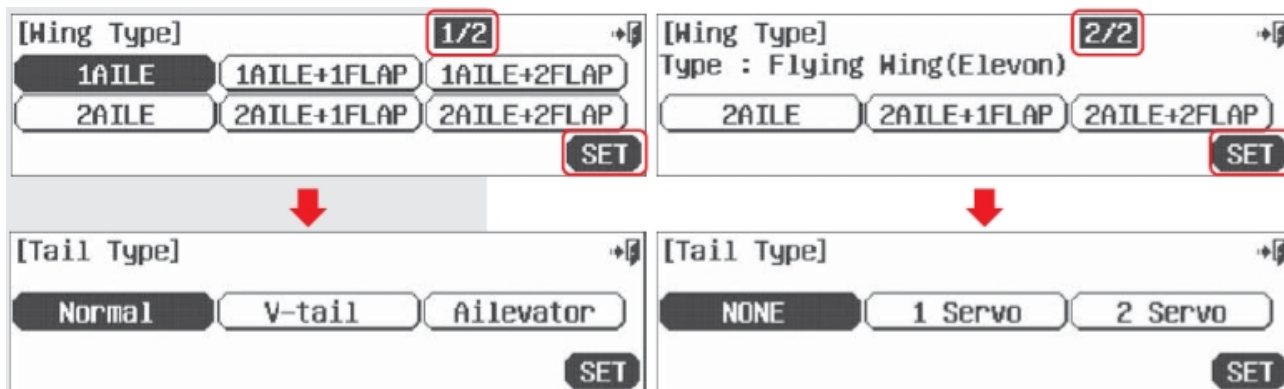 [Wing Type] 1/2
1AILE 1AILE+1FLAP 1AILE+2FLAP
2AILE 2AILE+1FLAP 2AILE+2FLAP
SET
[Wing Type] 2/2
Type : Flying Wing(Elevon)
2AILE 2AILE+1FLAP 2AILE+2FLAP
SET
[Tail Type]
Normal V-tail Ailevator
SET
[Tail Type]
NONE 1 Servo 2 Servo
SET